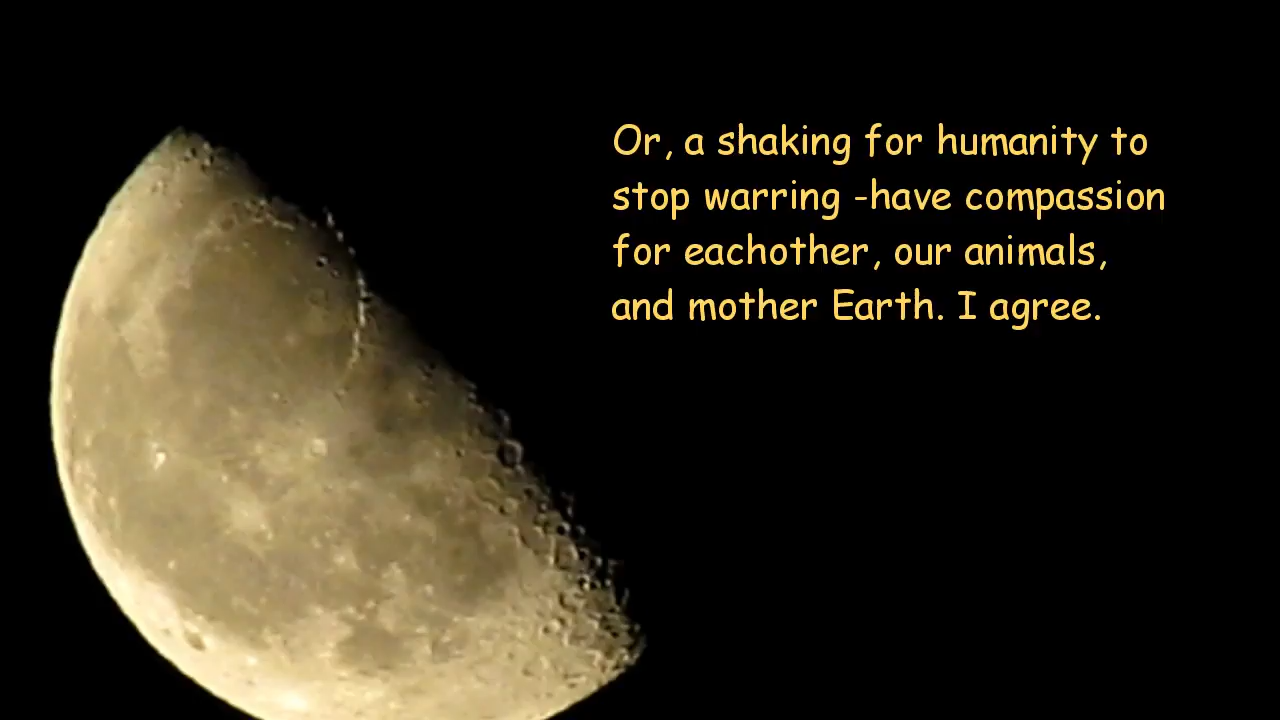 Or, a shaking for humanity to
stop warring -have compassion
for eachother, our animals,
and mother Earth. I agree.